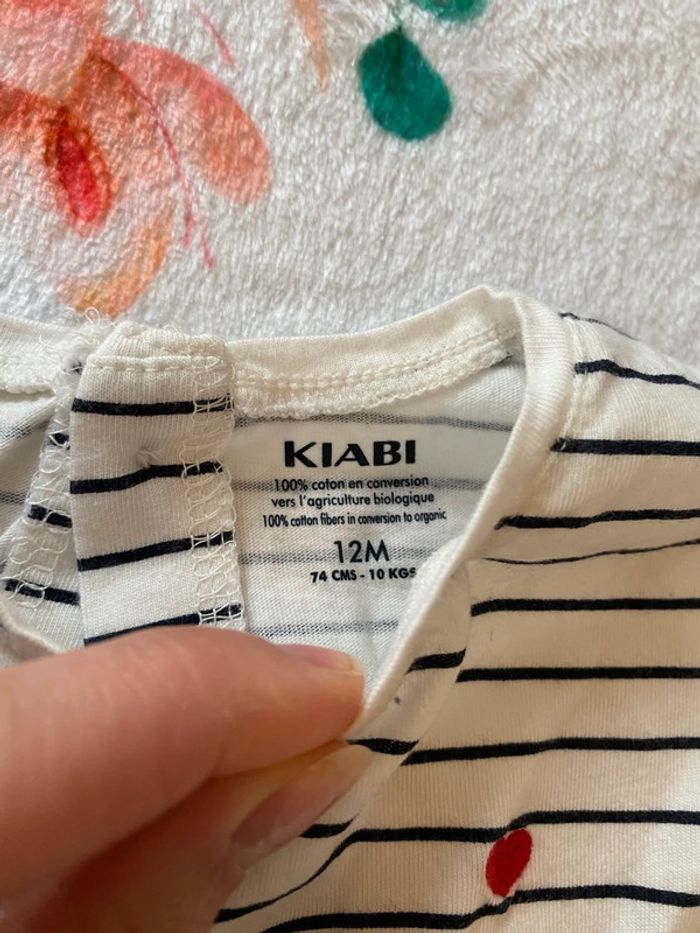 KIABI
100% coton en conversion
vers l'agriculture biologique
100% cotton fibers in conversion to organic
12M
74 CMS - 10 KGS